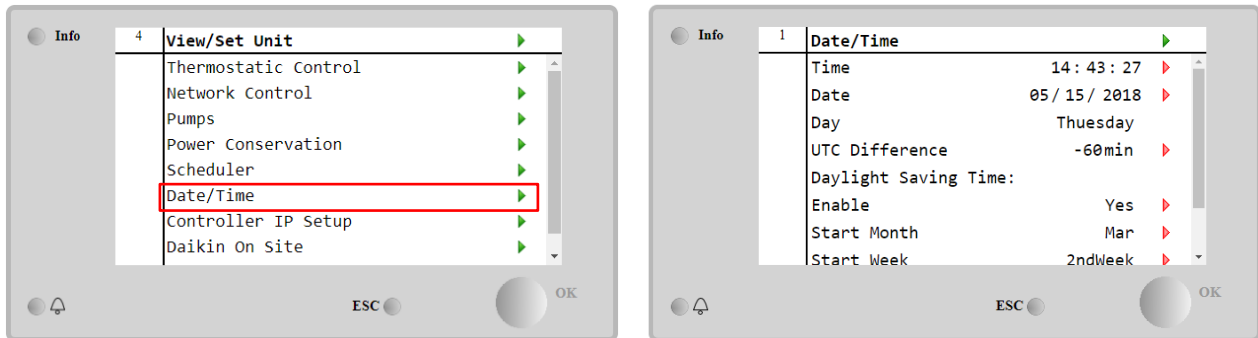 Info
4 View/Set Unit
Thermostatic Control
Network Control
Pumps
Power Conservation
Scheduler
Date/Time
Controller IP Setup
Daikin On Site
ESC
OK
Info
1 Date/Time
Time 14:43:27
Date 05/15/2018
Day Thuesday
UTC Difference -60min
Daylight Saving Time:
Enable Yes
Start Month Mar
Start Week 2ndWeek
ESC
OK